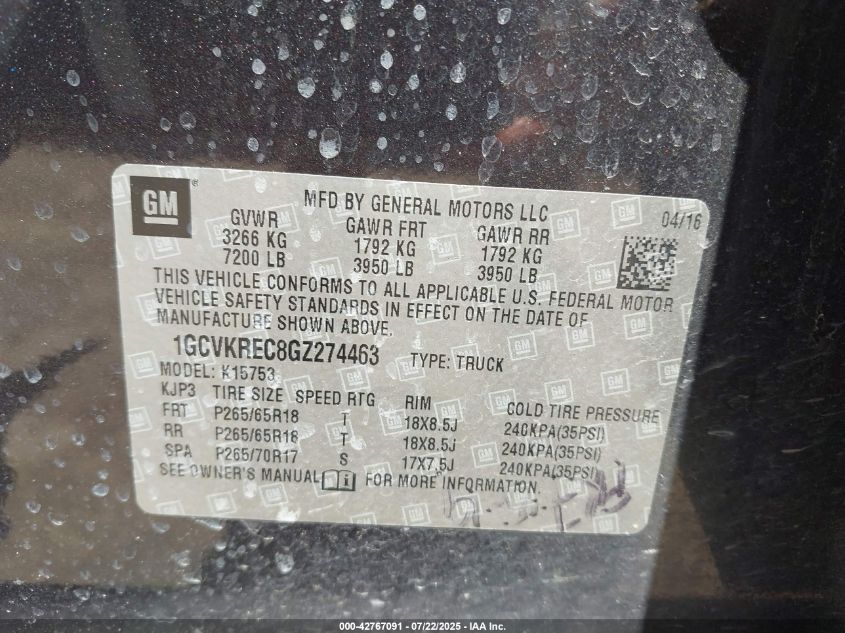 GM ®
MFD BY GENERAL MOTORS LLC
04/16
GVWR GAWR FRT GAWR RR
3266 KG 1792 KG 1792 KG
7200 LB 3950 LB 3950 LB
THIS VEHICLE CONFORMS TO ALL APPLICABLE U.S. FEDERAL MOTOR
VEHICLE SAFETY STANDARDS IN EFFECT ON THE DATE OF
MANUFACTURE SHOWN ABOVE.
1GCVKREC8GZ274463 TYPE: TRUCK
MODEL: K15753
KJP3 TIRE SIZE SPEED RTG RIM COLD TIRE PRESSURE
FRT P265/65R18 T 18X8.5J 240KPA(35PSI)
RR P265/65R18 T 18X8.5J 240KPA(35PSI)
SPA P265/70R17 S 17X7.5J 240KPA(35PSI)
SEE OWNER'S MANUAL FOR MORE INFORMATION
000-42767091 - 07/22/2025 - IAA Inc.